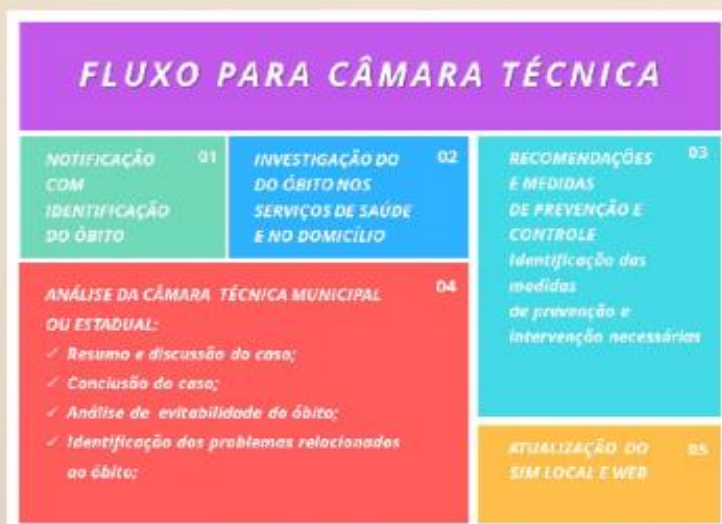 FLUXO PARA CÂMARA TÉCNICA
NOTIFICAÇÃO 01
COM
IDENTIFICAÇÃO
DO ÓBITO
INVESTIGAÇÃO DO 02
DO ÓBITO NOS
SERVIÇOS DE SAÚDE
E NO DOMICÍLIO
RECOMENDAÇÕES 03
E MEDIDAS
DE PREVENÇÃO E
CONTROLE
Identificação das
medidas
de prevenção e
intervenção necessárias
ANÁLISE DA CÂMARA TÉCNICA MUNICIPAL 04
OU ESTADUAL:
✓ Resumo e discussão do caso;
✓ Conclusão do caso;
✓ Análise de evitabilidade do óbito;
✓ Identificação dos problemas relacionados
ao óbito;
ATUALIZAÇÃO DO 05
SIM LOCAL E WEB